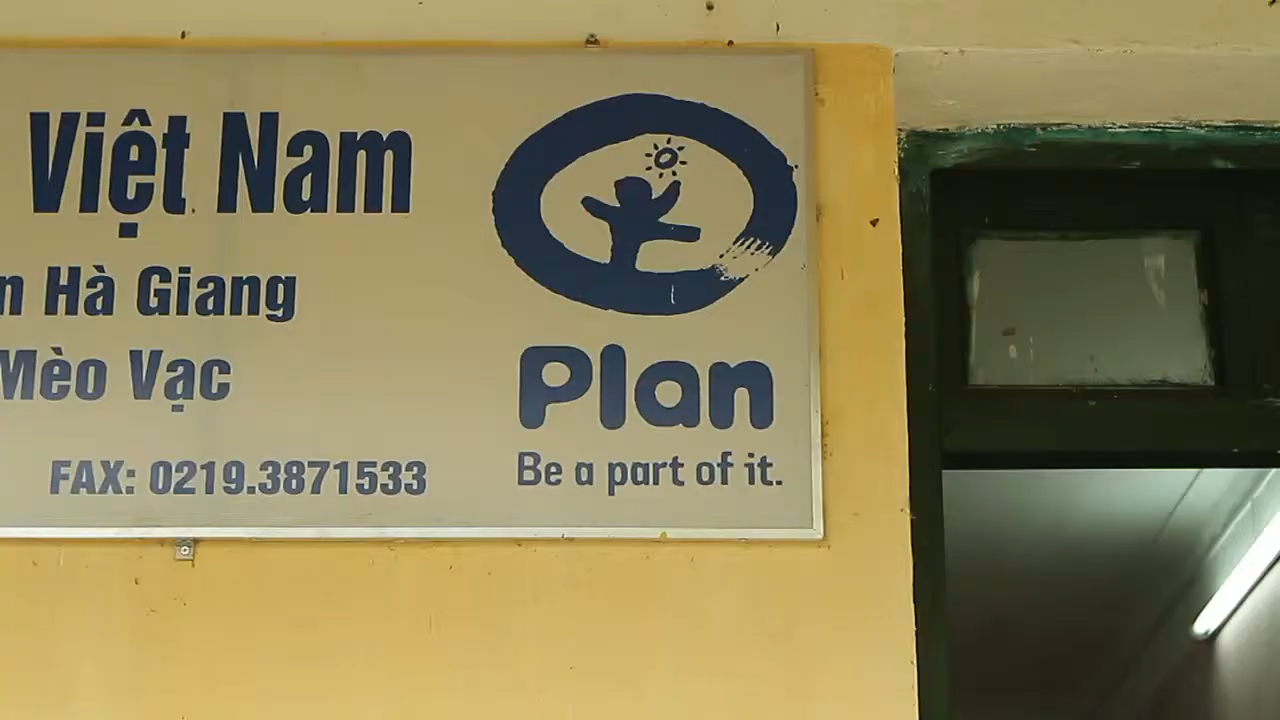 Việt Nam
n Hà Giang
Mèo Vạc
FAX: 0219.3871533
Plan
Be a part of it.